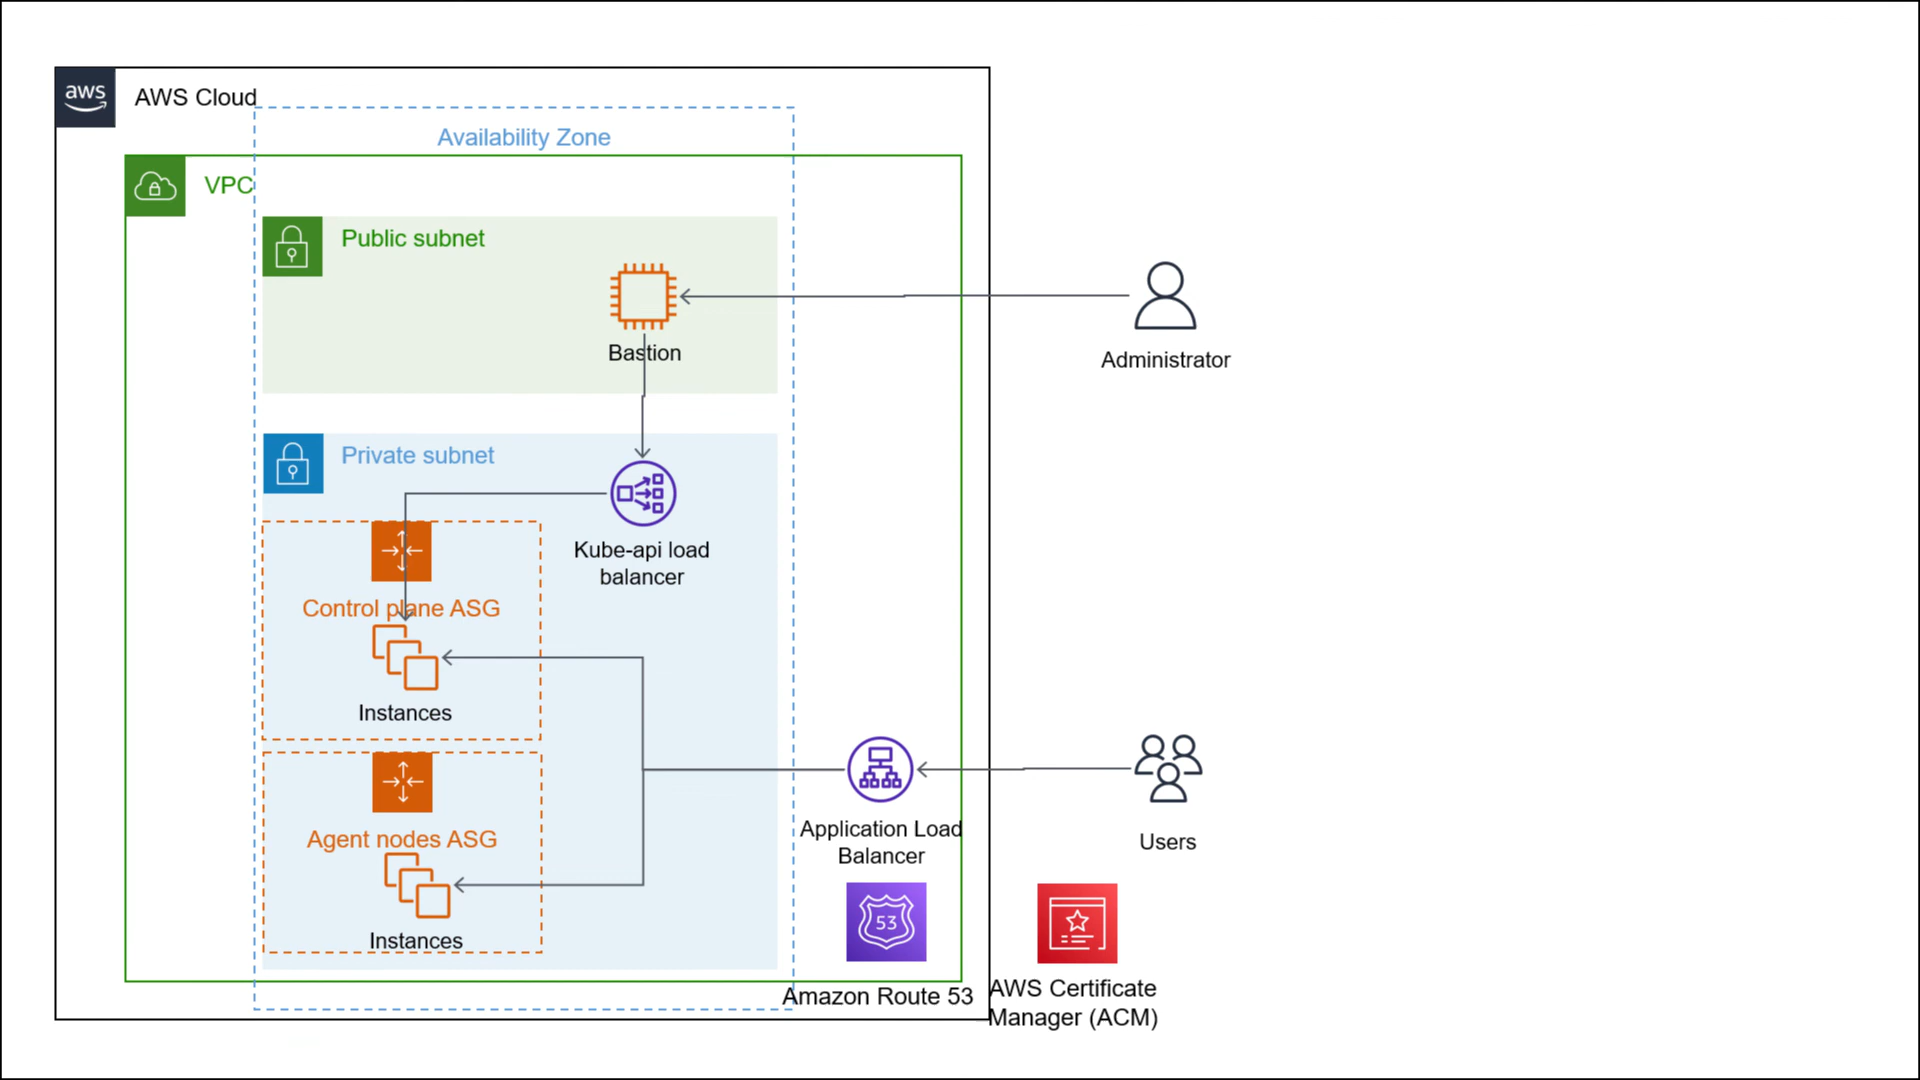 aws
AWS Cloud
Availability Zone
VPC
Public subnet
Bastion
Administrator
Private subnet
Kube-api load
balancer
Control plane ASG
Instances
Agent nodes ASG
Instances
Application Load
Balancer
Users
53
Amazon Route 53
AWS Certificate
Manager (ACM)